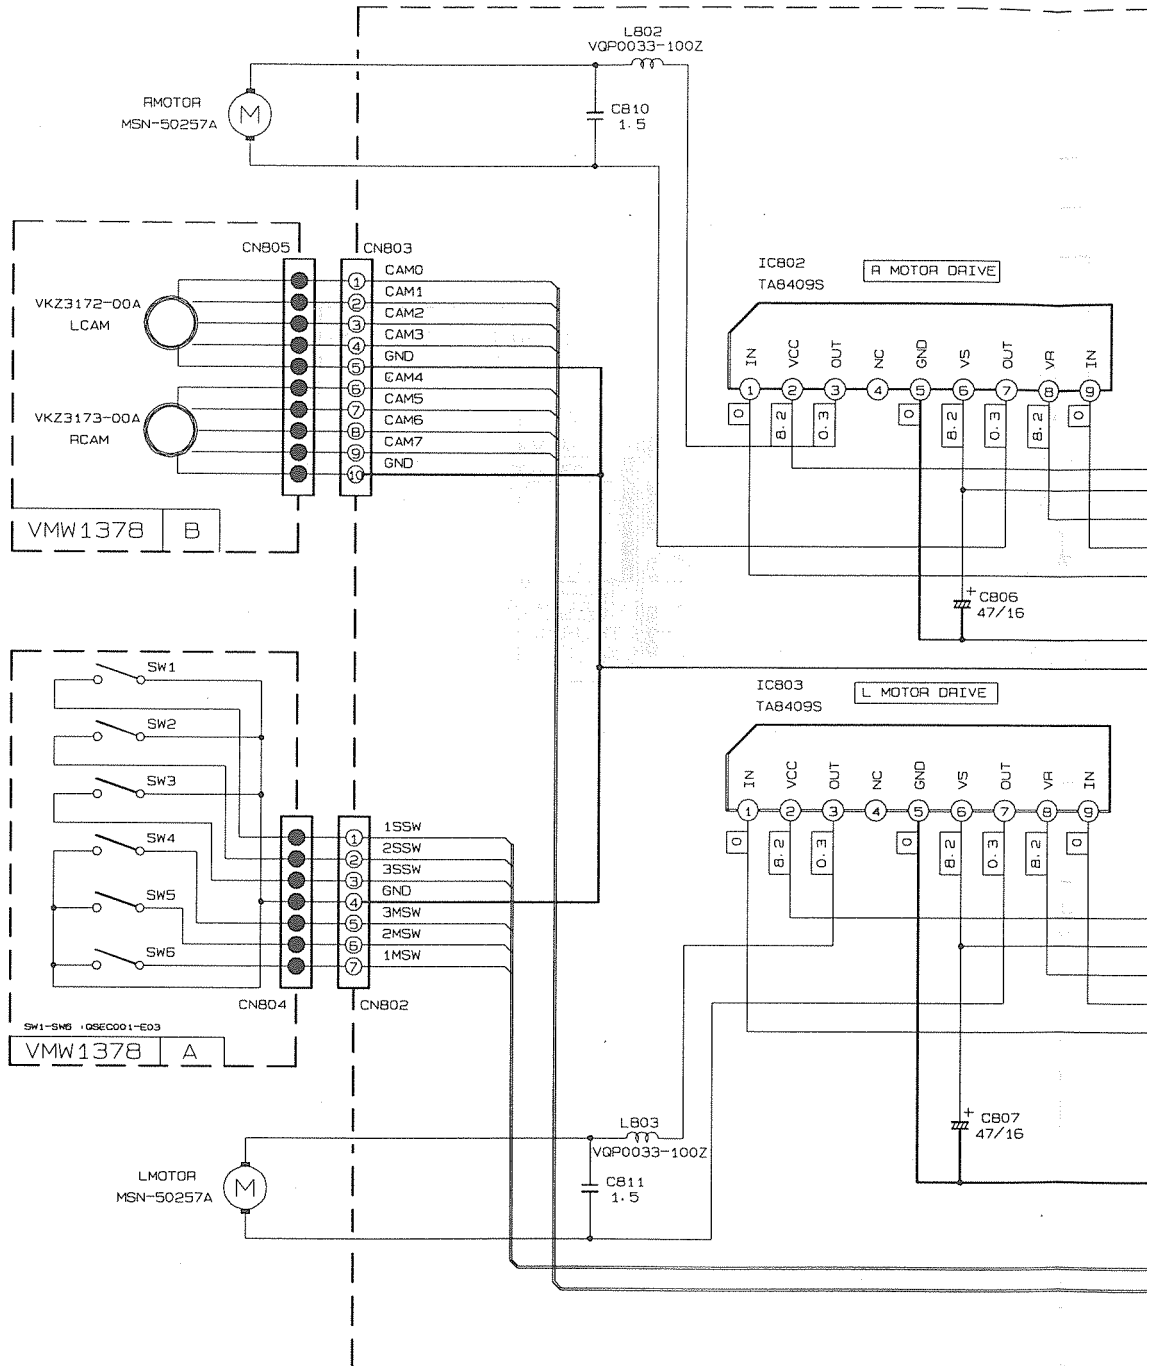 L802
VQP0033-100Z
RMOTOR
MSN-50257A
M
C810
1.5
CN805
CN803
VKZ3172-00A
LCAM
VKZ3173-00A
RCAM
1 CAM0
2 CAM1
3 CAM2
4 CAM3
5 GND
6 CAM4
7 CAM5
8 CAM6
9 CAM7
10 GND
VMW1378 B
IC802
TA8409S
R MOTOR DRIVE
IN VCC OUT NC GND VS OUT VR IN
1 2 3 4 5 6 7 8 9
0 8.2 0.3 0 8.2 0.3 8.2 0
+ C806
47/16
SW1
SW2
SW3
SW4
SW5
SW6
1 1SSW
2 2SSW
3 3SSW
4 GND
5 3MSW
6 2MSW
7 1MSW
CN804
CN802
SW1-SW6 :QSEC001-E03
VMW1378 A
IC803
TA8409S
L MOTOR DRIVE
IN VCC OUT NC GND VS OUT VR IN
1 2 3 4 5 6 7 8 9
0 8.2 0.3 0 8.2 0.3 8.2 0
+ C807
47/16
L803
VQP0033-100Z
LMOTOR
MSN-50257A
M
C811
1.5